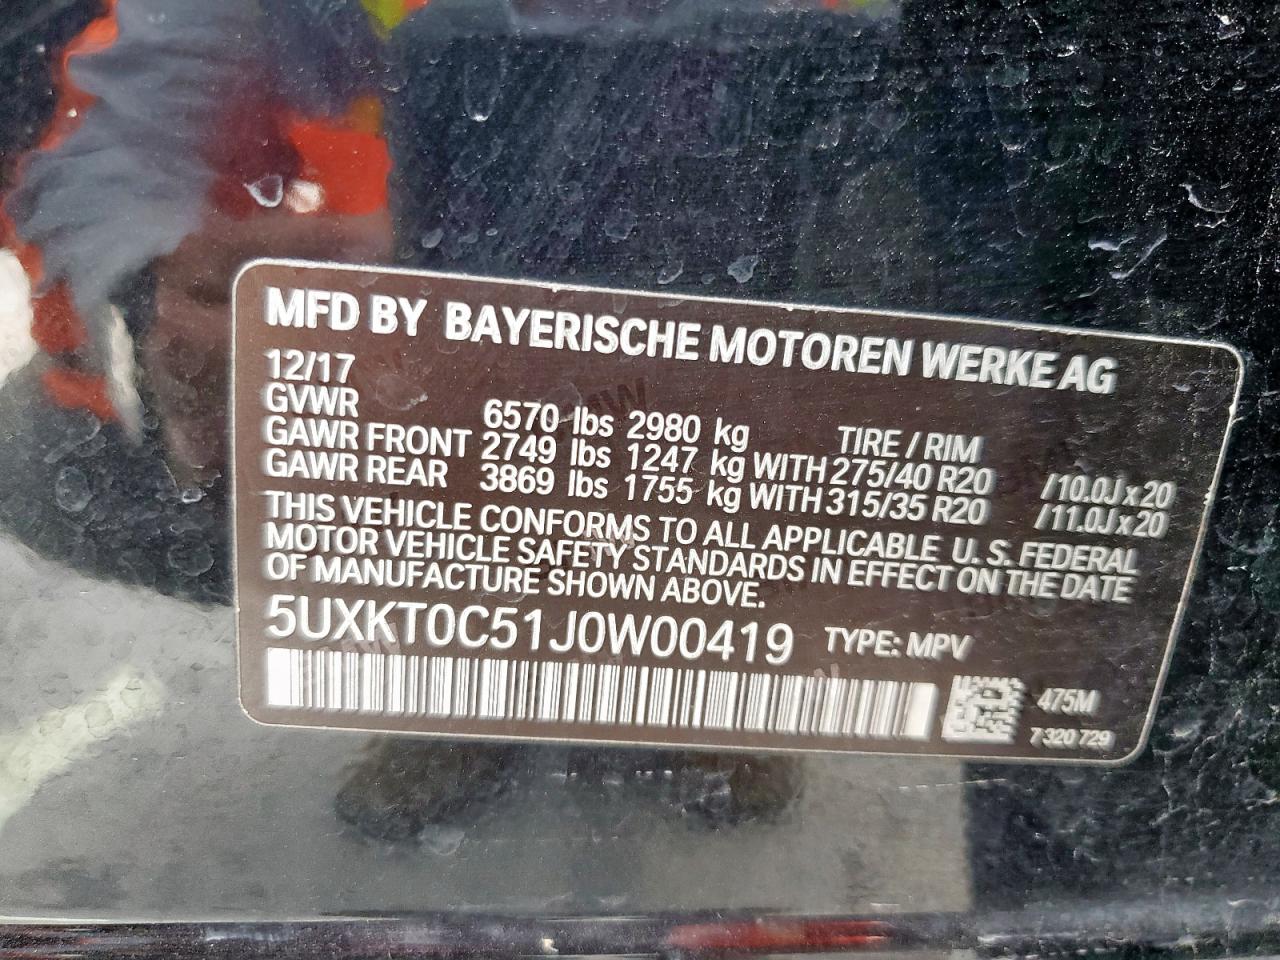 MFD BY BAYERISCHE MOTOREN WERKE AG
12/17
GVWR 6570 lbs 2980 kg TIRE / RIM
GAWR FRONT 2749 lbs 1247 kg WITH 275/40 R20 /10.0J x 20
GAWR REAR 3869 lbs 1755 kg WITH 315/35 R20 /11.0J x 20
THIS VEHICLE CONFORMS TO ALL APPLICABLE U.S. FEDERAL
MOTOR VEHICLE SAFETY STANDARDS IN EFFECT ON THE DATE
OF MANUFACTURE SHOWN ABOVE.
5UXKT0C51J0W00419 TYPE: MPV
475M
7 320 729